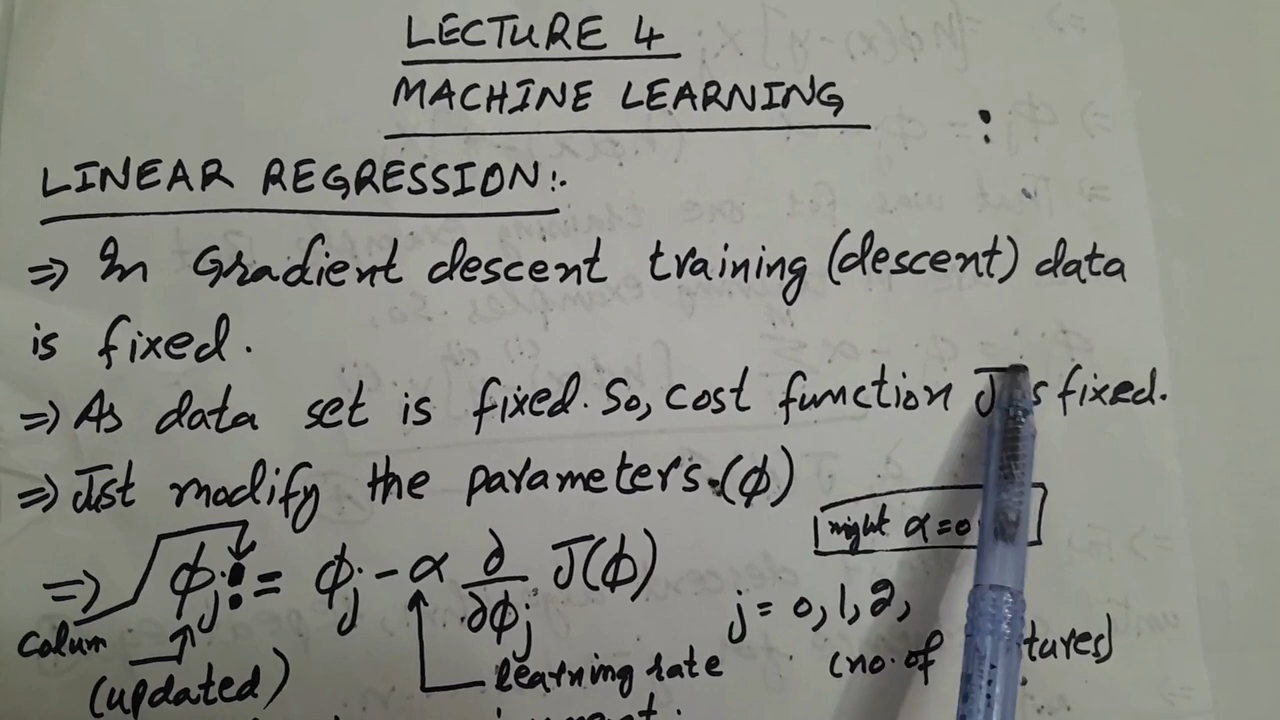 LECTURE 4
MACHINE LEARNING
LINEAR REGRESSION:.
⇒ In Gradient descent training (descent) data
is fixed.
⇒ As data set is fixed. So, cost function J is fixed.
⇒ Jst modify the parameters.(ϕ)
might α = 0
⇒ ϕj := ϕj - α ∂/∂ϕj J(ϕ)
j = 0, 1, 2,
Colum
(updated)
learning rate
(no. of